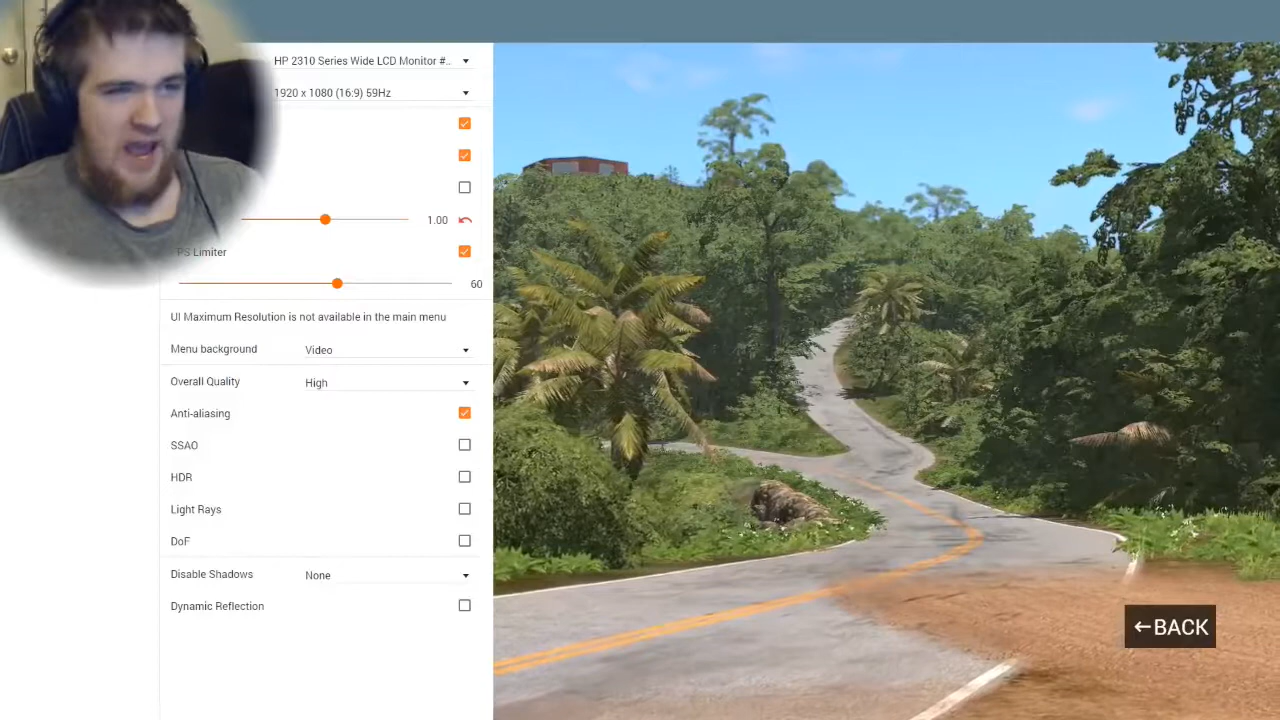 HP 2310 Series Wide LCD Monitor #..
1920 x 1080 (16:9) 59Hz
1.00
PS Limiter
60
UI Maximum Resolution is not available in the main menu
Menu background Video
Overall Quality High
Anti-aliasing
SSAO
HDR
Light Rays
DoF
Disable Shadows None
Dynamic Reflection
←BACK